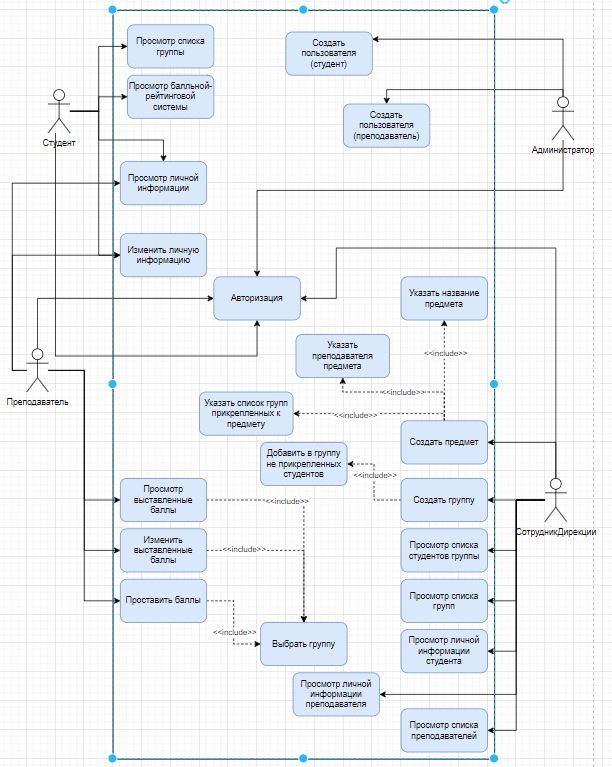 Просмотр списка
группы
Создать
пользователя
(студент)
Просмотр балльной-
рейтинговой
системы
Создать
пользователя
(преподаватель)
Студент
Администратор
Просмотр личной
информации
Изменить личную
информацию
Авторизация
Указать название
предмета
<<include>>
Указать
преподавателя
предмета
<<include>>
Преподаватель
Указать список групп
прикрепленных к
предмету
<<include>>
Создать предмет
Добавить в группу
не прикрепленных
студентов
<<include>>
Просмотр
выставленные
баллы
<<include>>
Создать группу
СотрудникДирекции
Изменить
выставленные
баллы
<<include>>
Просмотр списка
студентов группы
Проставить баллы
<<include>>
Просмотр списка
групп
Выбрать группу
Просмотр личной
информации
студента
Просмотр личной
информации
преподавателя
Просмотр списка
преподавателей